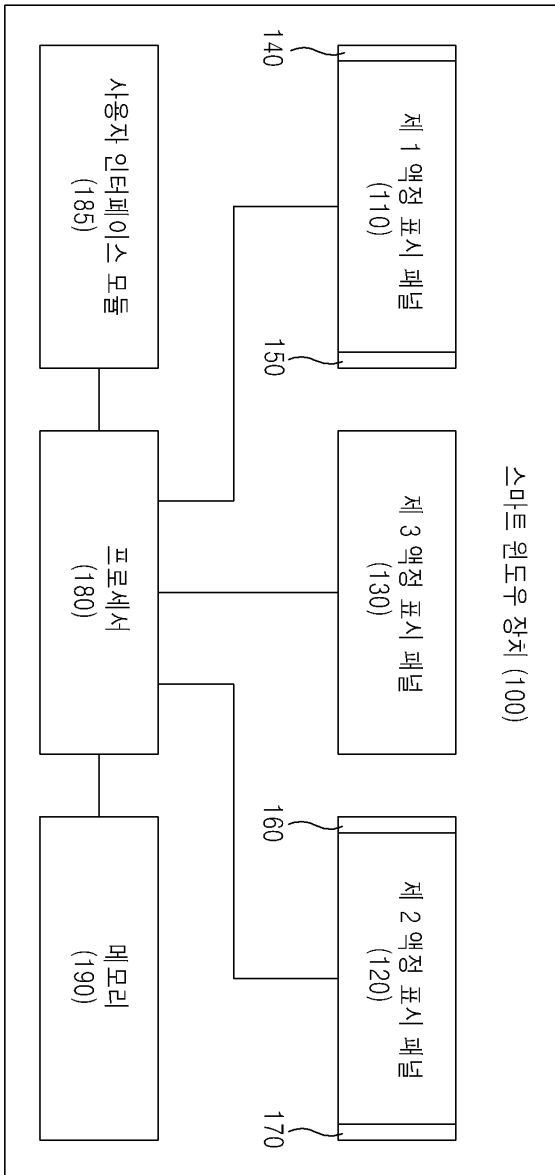 스마트 윈도우 장치 (100)
제 1 액정 표시 패널
(110)
제 3 액정 표시 패널
(130)
제 2 액정 표시 패널
(120)
140
150
160
170
사용자 인터페이스 모듈
(185)
프로세서
(180)
메모리
(190)